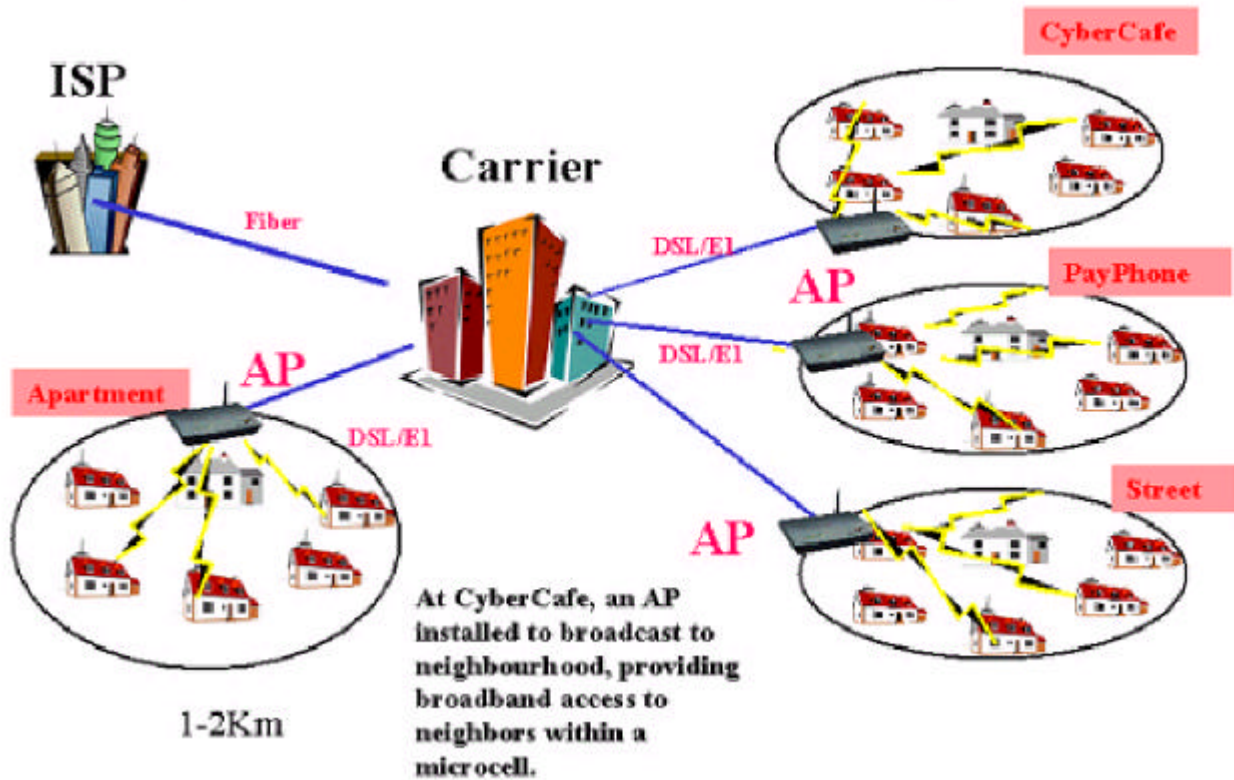 CyberCafe
ISP
Carrier
Fiber
DSL/E1
AP
PayPhone
DSL/E1
AP
Apartment
DSL/E1
Street
AP
At CyberCafe, an AP
installed to broadcast to
neighbourhood, providing
broadband access to
neighbors within a
microcell.
1-2Km